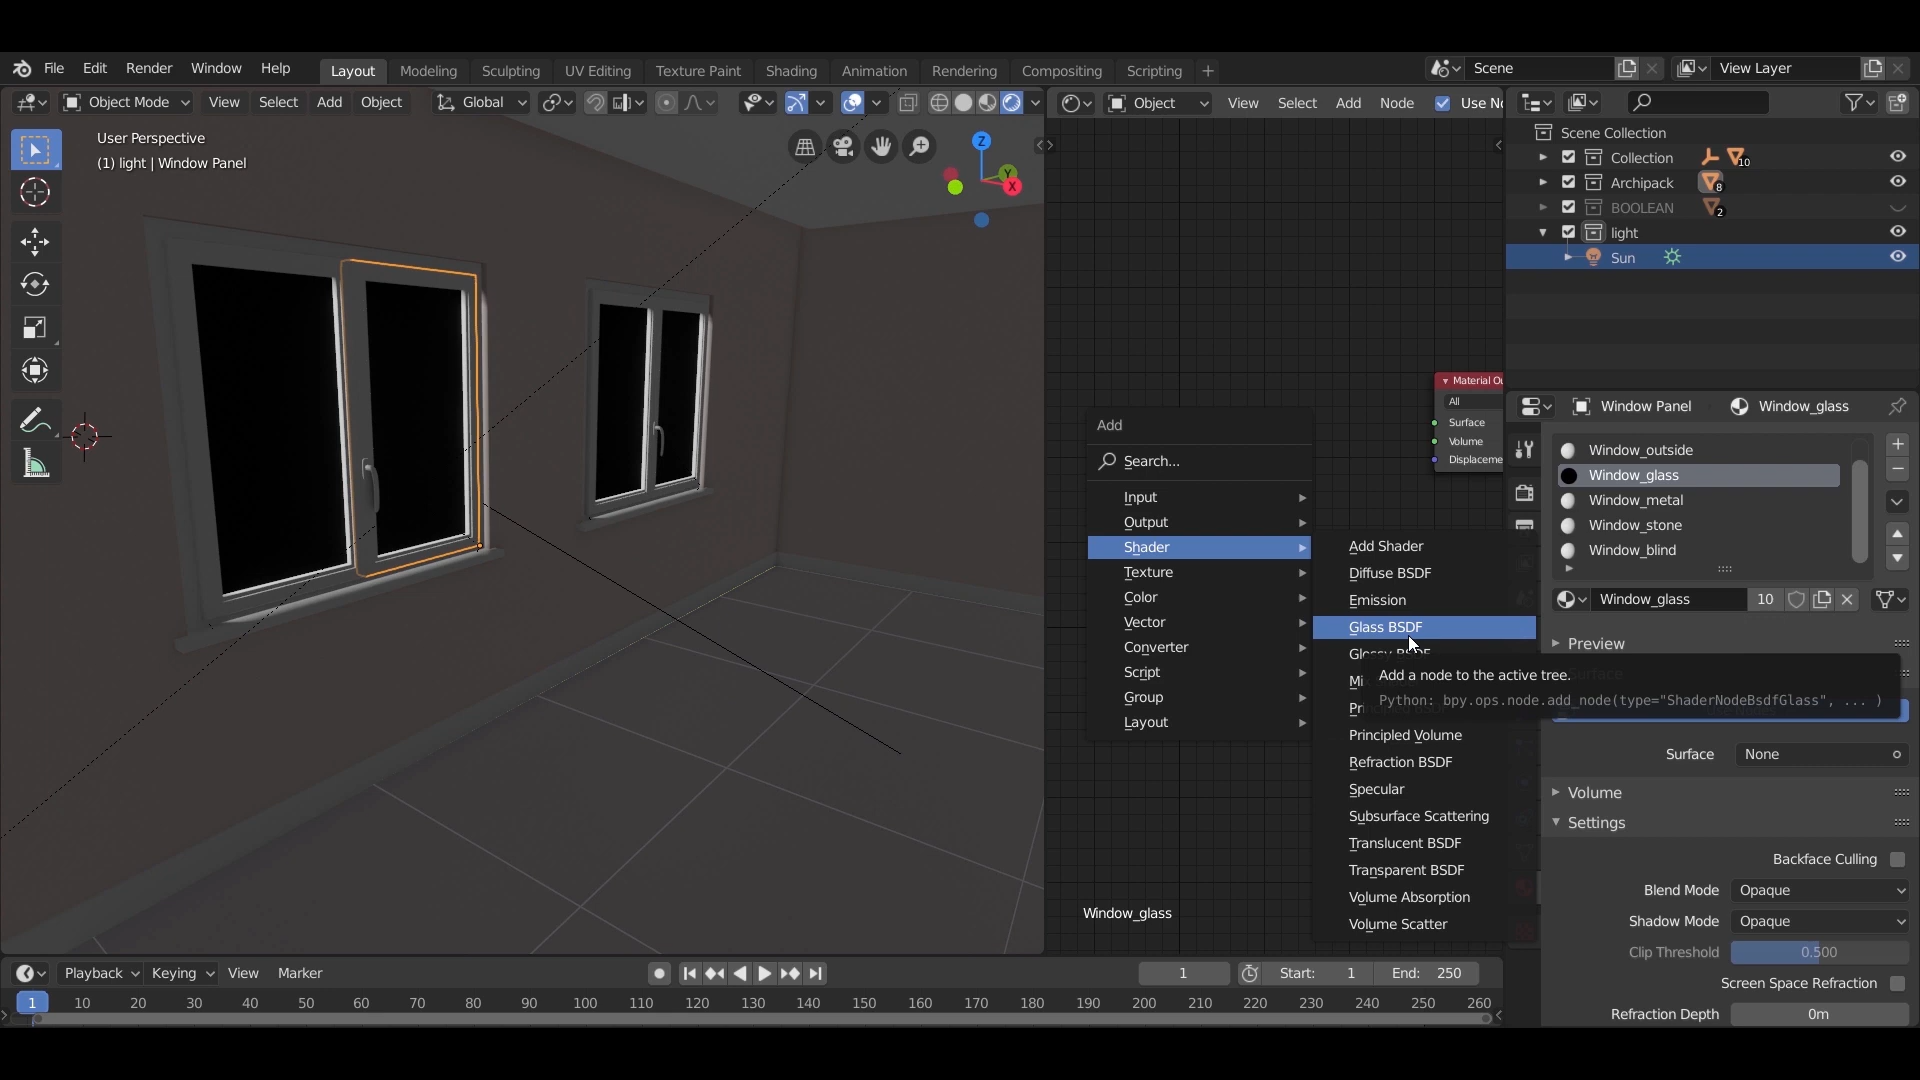 File Edit Render Window Help Layout Modeling Sculpting UV Editing Texture Paint Shading Animation Rendering Compositing Scripting + Scene View Layer
Object Mode View Select Add Object Global Object View Select Add Node Use No
User Perspective
(1) light | Window Panel
Z
Y
X
Scene Collection
Collection 10
Archipack 8
BOOLEAN 2
light
Sun
Material Ou
All
Surface
Volume
Displaceme
Add
Search...
Input
Output
Shader
Texture
Color
Vector
Converter
Script
Group
Layout
Add Shader
Diffuse BSDF
Emission
Glass BSDF
Glossy BSDF
Mi
Pr
Principled Volume
Refraction BSDF
Specular
Subsurface Scattering
Translucent BSDF
Transparent BSDF
Volume Absorption
Volume Scatter
Add a node to the active tree.
Python: bpy.ops.node.add_node(type="ShaderNodeBsdfGlass", ... )
Window_glass
Window Panel Window_glass
Window_outside
Window_glass
Window_metal
Window_stone
Window_blind
Window_glass 10
Preview
Surface None
Volume
Settings
Backface Culling
Blend Mode Opaque
Shadow Mode Opaque
Clip Threshold 0.500
Screen Space Refraction
Refraction Depth 0m
Playback Keying View Marker 1 Start: 1 End: 250
1 10 20 30 40 50 60 70 80 90 100 110 120 130 140 150 160 170 180 190 200 210 220 230 240 250 260